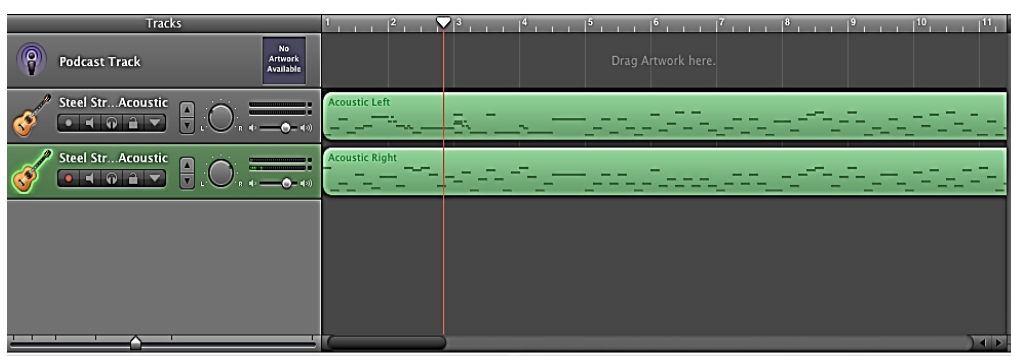 Tracks
1 2 3 4 5 6 7 8 9 10 11
Podcast Track
No
Artwork
Available
Drag Artwork here.
Steel Str...Acoustic
L R
Acoustic Left
Steel Str...Acoustic
L R
Acoustic Right